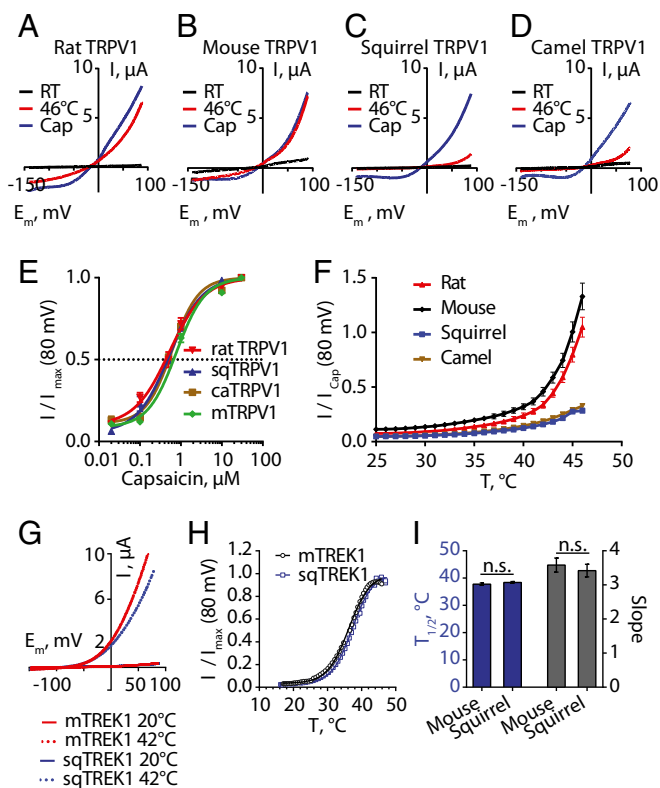 A
Rat TRPV1
10
I, µA
RT
46°C
Cap
5
-150
100
Em, mV
B
Mouse TRPV1
10
I, µA
RT
46°C
Cap
5
-150
100
Em, mV
C
Squirrel TRPV1
10
I, µA
RT
46°C
Cap
5
-150
100
Em, mV
D
Camel TRPV1
10
I, µA
RT
46°C
Cap
5
-150
100
Em, mV
E
I / Imax (80 mV)
1.0
0.5
0.0
rat TRPV1
sqTRPV1
caTRPV1
mTRPV1
0.01 0.1 1 10 100
Capsaicin, µM
F
I / ICap (80 mV)
1.5
1.0
0.5
0.0
Rat
Mouse
Squirrel
Camel
25 30 35 40 45 50
T, °C
G
10
I, µA
6
2
Em, mV
-100 50 100
mTREK1 20°C
mTREK1 42°C
sqTREK1 20°C
sqTREK1 42°C
H
I / Imax (80 mV)
1.2
1.0
0.8
0.6
0.4
0.2
0.0
mTREK1
sqTREK1
10 20 30 40 50
T, °C
I
T1/2, °C
50
40
30
20
10
0
n.s.
n.s.
4
3
2
1
0
Slope
Mouse
Squirrel
Mouse
Squirrel